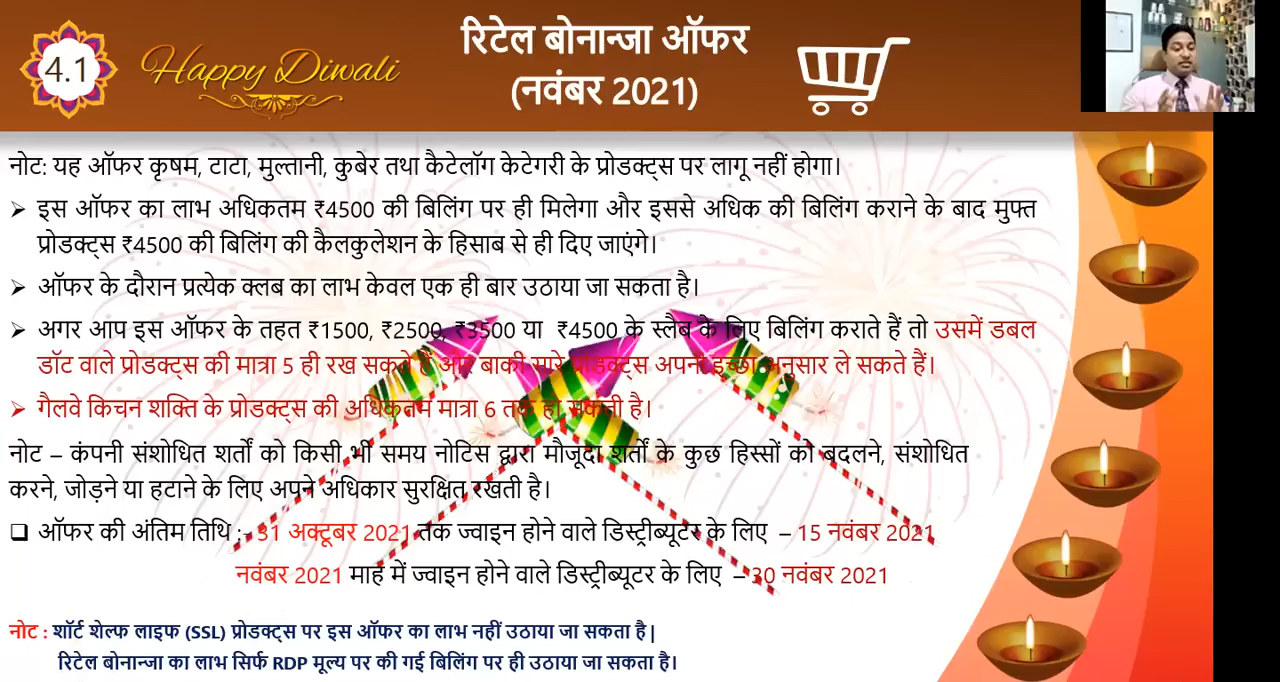 4.1
Happy Diwali
रिटेल बोनान्जा ऑफर
(नवंबर 2021)
नोट: यह ऑफर कृषम, टाटा, मुल्तानी, कुबेर तथा कैटेलॉग केटेगरी के प्रोडक्ट्स पर लागू नहीं होगा।
➢ इस ऑफर का लाभ अधिकतम ₹4500 की बिलिंग पर ही मिलेगा और इससे अधिक की बिलिंग कराने के बाद मुफ्त
प्रोडक्ट्स ₹4500 की बिलिंग की कैलकुलेशन के हिसाब से ही दिए जाएंगे।
➢ ऑफर के दौरान प्रत्येक क्लब का लाभ केवल एक ही बार उठाया जा सकता है।
➢ अगर आप इस ऑफर के तहत ₹1500, ₹2500, ₹3500 या ₹4500 के स्लैब के लिए बिलिंग कराते हैं तो उसमें डबल
डॉट वाले प्रोडक्ट्स की मात्रा 5 ही रख सकते हैं और बाकी सारे प्रोडक्ट्स अपनी इच्छा अनुसार ले सकते हैं।
➢ गैलवे किचन शक्ति के प्रोडक्ट्स की अधिकतम मात्रा 6 तक हो सकती है।
नोट – कंपनी संशोधित शर्तों को किसी भी समय नोटिस द्वारा मौजूदा शर्तों के कुछ हिस्सों को बदलने, संशोधित
करने, जोड़ने या हटाने के लिए अपने अधिकार सुरक्षित रखती है।
❑ ऑफर की अंतिम तिथि :- 31 अक्टूबर 2021 तक ज्वाइन होने वाले डिस्ट्रीब्यूटर के लिए – 15 नवंबर 2021
नवंबर 2021 माह में ज्वाइन होने वाले डिस्ट्रीब्यूटर के लिए – 30 नवंबर 2021
नोट : शॉर्ट शेल्फ लाइफ (SSL) प्रोडक्ट्स पर इस ऑफर का लाभ नहीं उठाया जा सकता है|
रिटेल बोनान्जा का लाभ सिर्फ RDP मूल्य पर की गई बिलिंग पर ही उठाया जा सकता है।